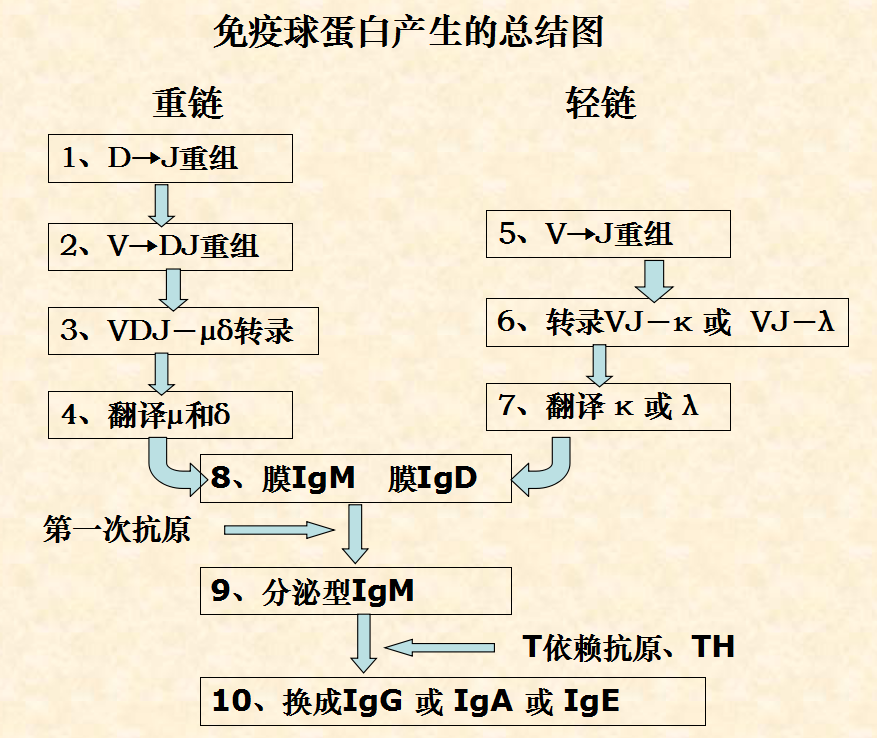 免疫球蛋白产生的总结图
重链
轻链
1、D→J重组
2、V→DJ重组
5、V→J重组
3、VDJ－μδ转录
6、转录VJ－κ 或 VJ－λ
4、翻译μ和δ
7、翻译 κ 或 λ
8、膜IgM 膜IgD
第一次抗原
9、分泌型IgM
T依赖抗原、TH
10、换成IgG 或 IgA 或 IgE